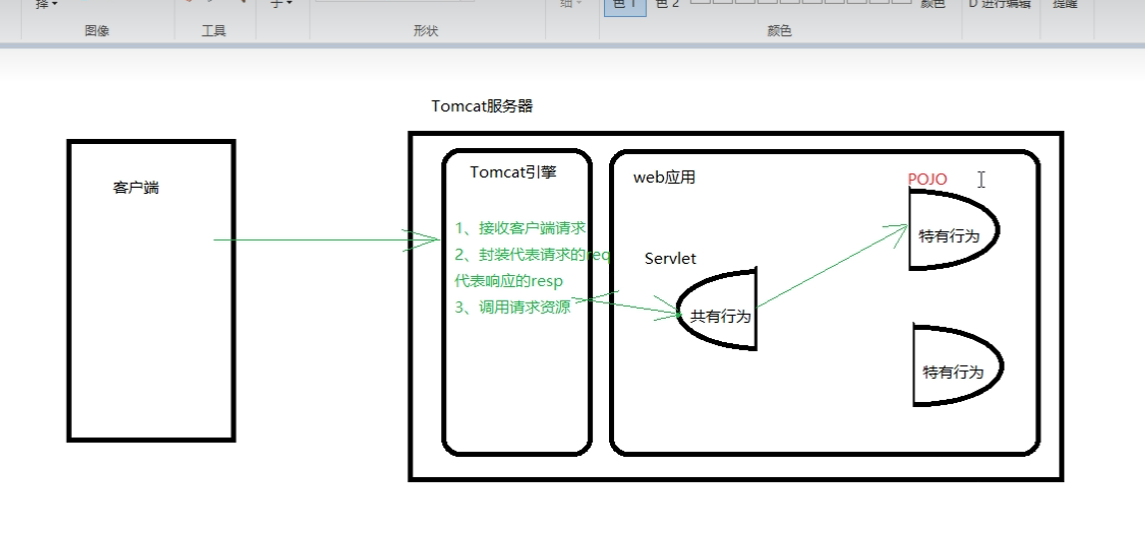 择
于
细
色 1
色 2
颜色
D 进行编辑
提醒
图像
工具
形状
颜色
Tomcat服务器
客户端
Tomcat引擎
1、接收客户端请求
2、封装代表请求的req
代表响应的resp
3、调用请求资源
web应用
Servlet
共有行为
POJO
特有行为
特有行为